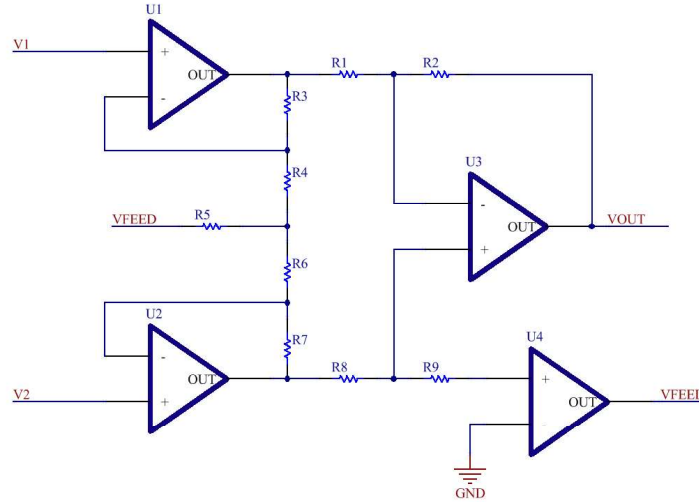 U1
V1
+
OUT
-
R1
R2
R3
R4
U3
VFEED
R5
-
OUT
VOUT
+
R6
U2
R7
U4
-
R8
R9
OUT
+
V2
+
OUT
VFEED
-
GND